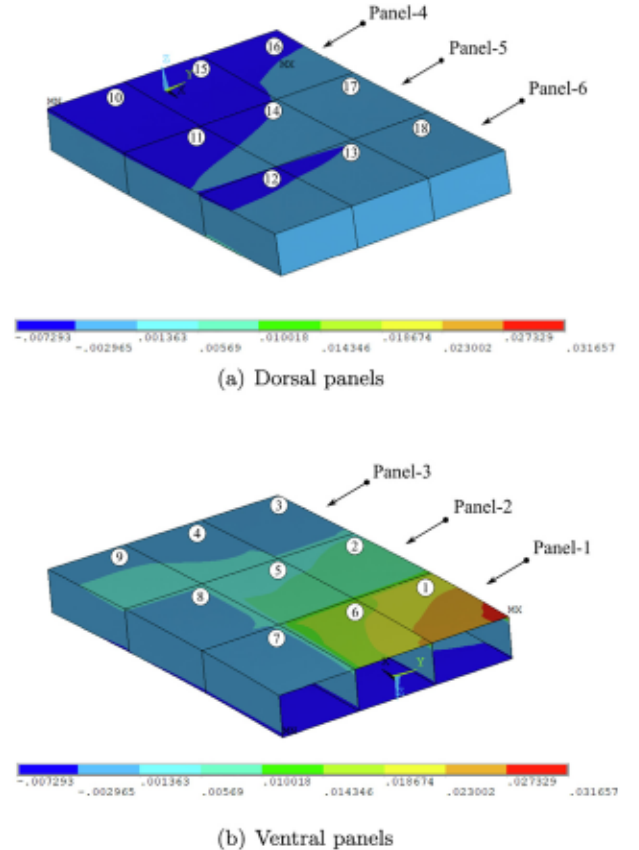 Panel-4
Panel-5
Panel-6
16
MX
15
Z
Y
MN
10
17
11
14
18
13
12
-.007293
.001363
.010018
.018674
.027329
-.002965
.00569
.014346
.023002
.031657
(a) Dorsal panels
Panel-3
Panel-2
Panel-1
3
4
2
9
5
1
8
6
MX
7
Y
Z
-.007293
.001363
.010018
.018674
.027329
-.002965
.00569
.014346
.023002
.031657
(b) Ventral panels